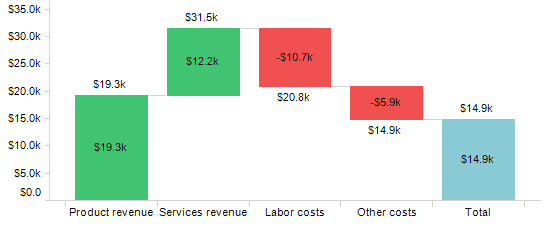 $35.0k
$30.0k
$25.0k
$20.0k
$15.0k
$10.0k
$5.0k
$0.0
$19.3k
$19.3k
$31.5k
$12.2k
-$10.7k
$20.8k
-$5.9k
$14.9k
$14.9k
$14.9k
Product revenue Services revenue Labor costs Other costs Total